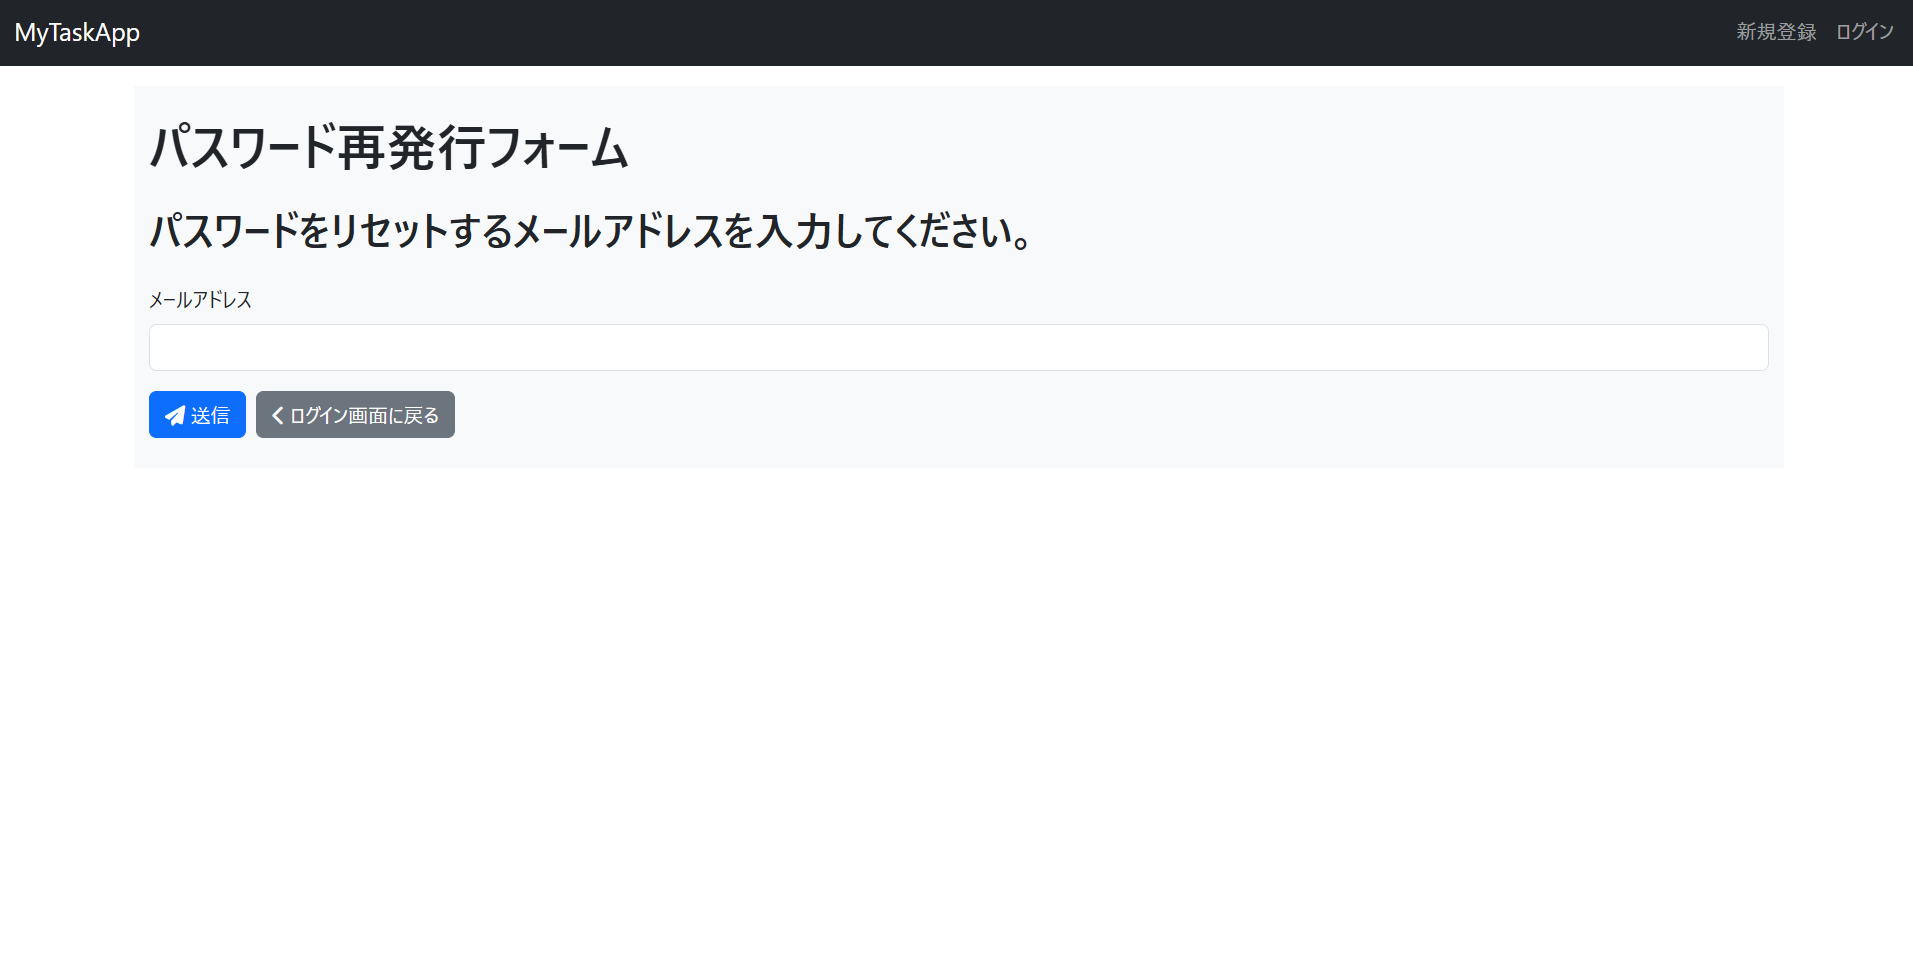 MyTaskApp
新規登録 ログイン
パスワード再発行フォーム
パスワードをリセットするメールアドレスを入力してください。
メールアドレス
送信 ログイン画面に戻る